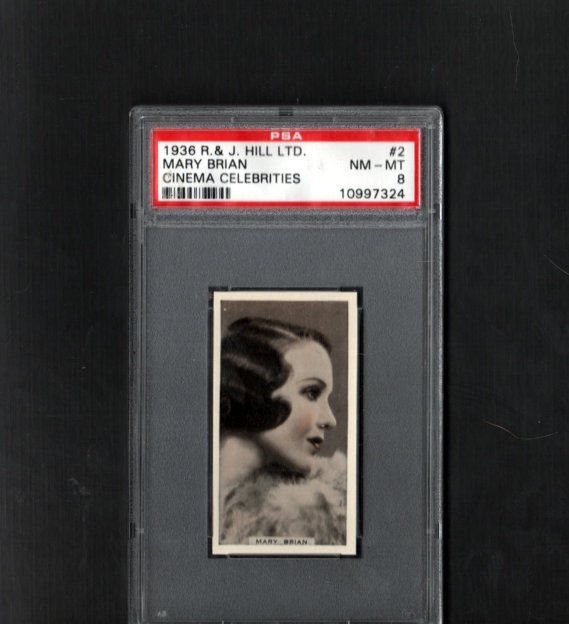 PSA
1936 R.& J. HILL LTD. #2
MARY BRIAN NM-MT
CINEMA CELEBRITIES 8
10997324
MARY BRIAN